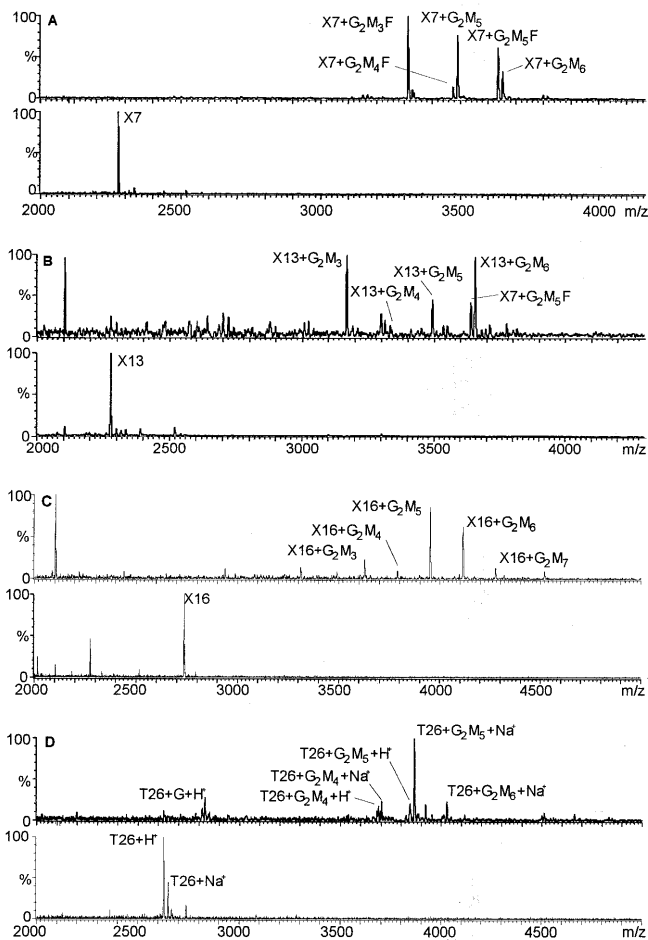 A
100
%
0
X7+G₂M₃F
X7+G₂M₅
X7+G₂M₅F
X7+G₂M₄F
X7+G₂M₆
100
%
0
X7
2000 2500 3000 3500 4000 m/z
B
100
%
0
X13+G₂M₃
X13+G₂M₆
X13+G₂M₅
X13+G₂M₄
X7+G₂M₅F
100
%
0
X13
2000 2500 3000 3500 4000 m/z
C
100
%
0
X16+G₂M₅
X16+G₂M₆
X16+G₂M₄
X16+G₂M₃
X16+G₂M₇
100
%
0
X16
2000 2500 3000 3500 4000 4500 m/z
D
100
%
0
T26+G₂M₅+Na⁺
T26+G₂M₅+H⁺
T26+G₂M₄+Na⁺
T26+G+H⁺
T26+G₂M₄+H⁺
T26+G₂M₆+Na⁺
100
%
0
T26+H⁺
T26+Na⁺
2000 2500 3000 3500 4000 4500 m/z